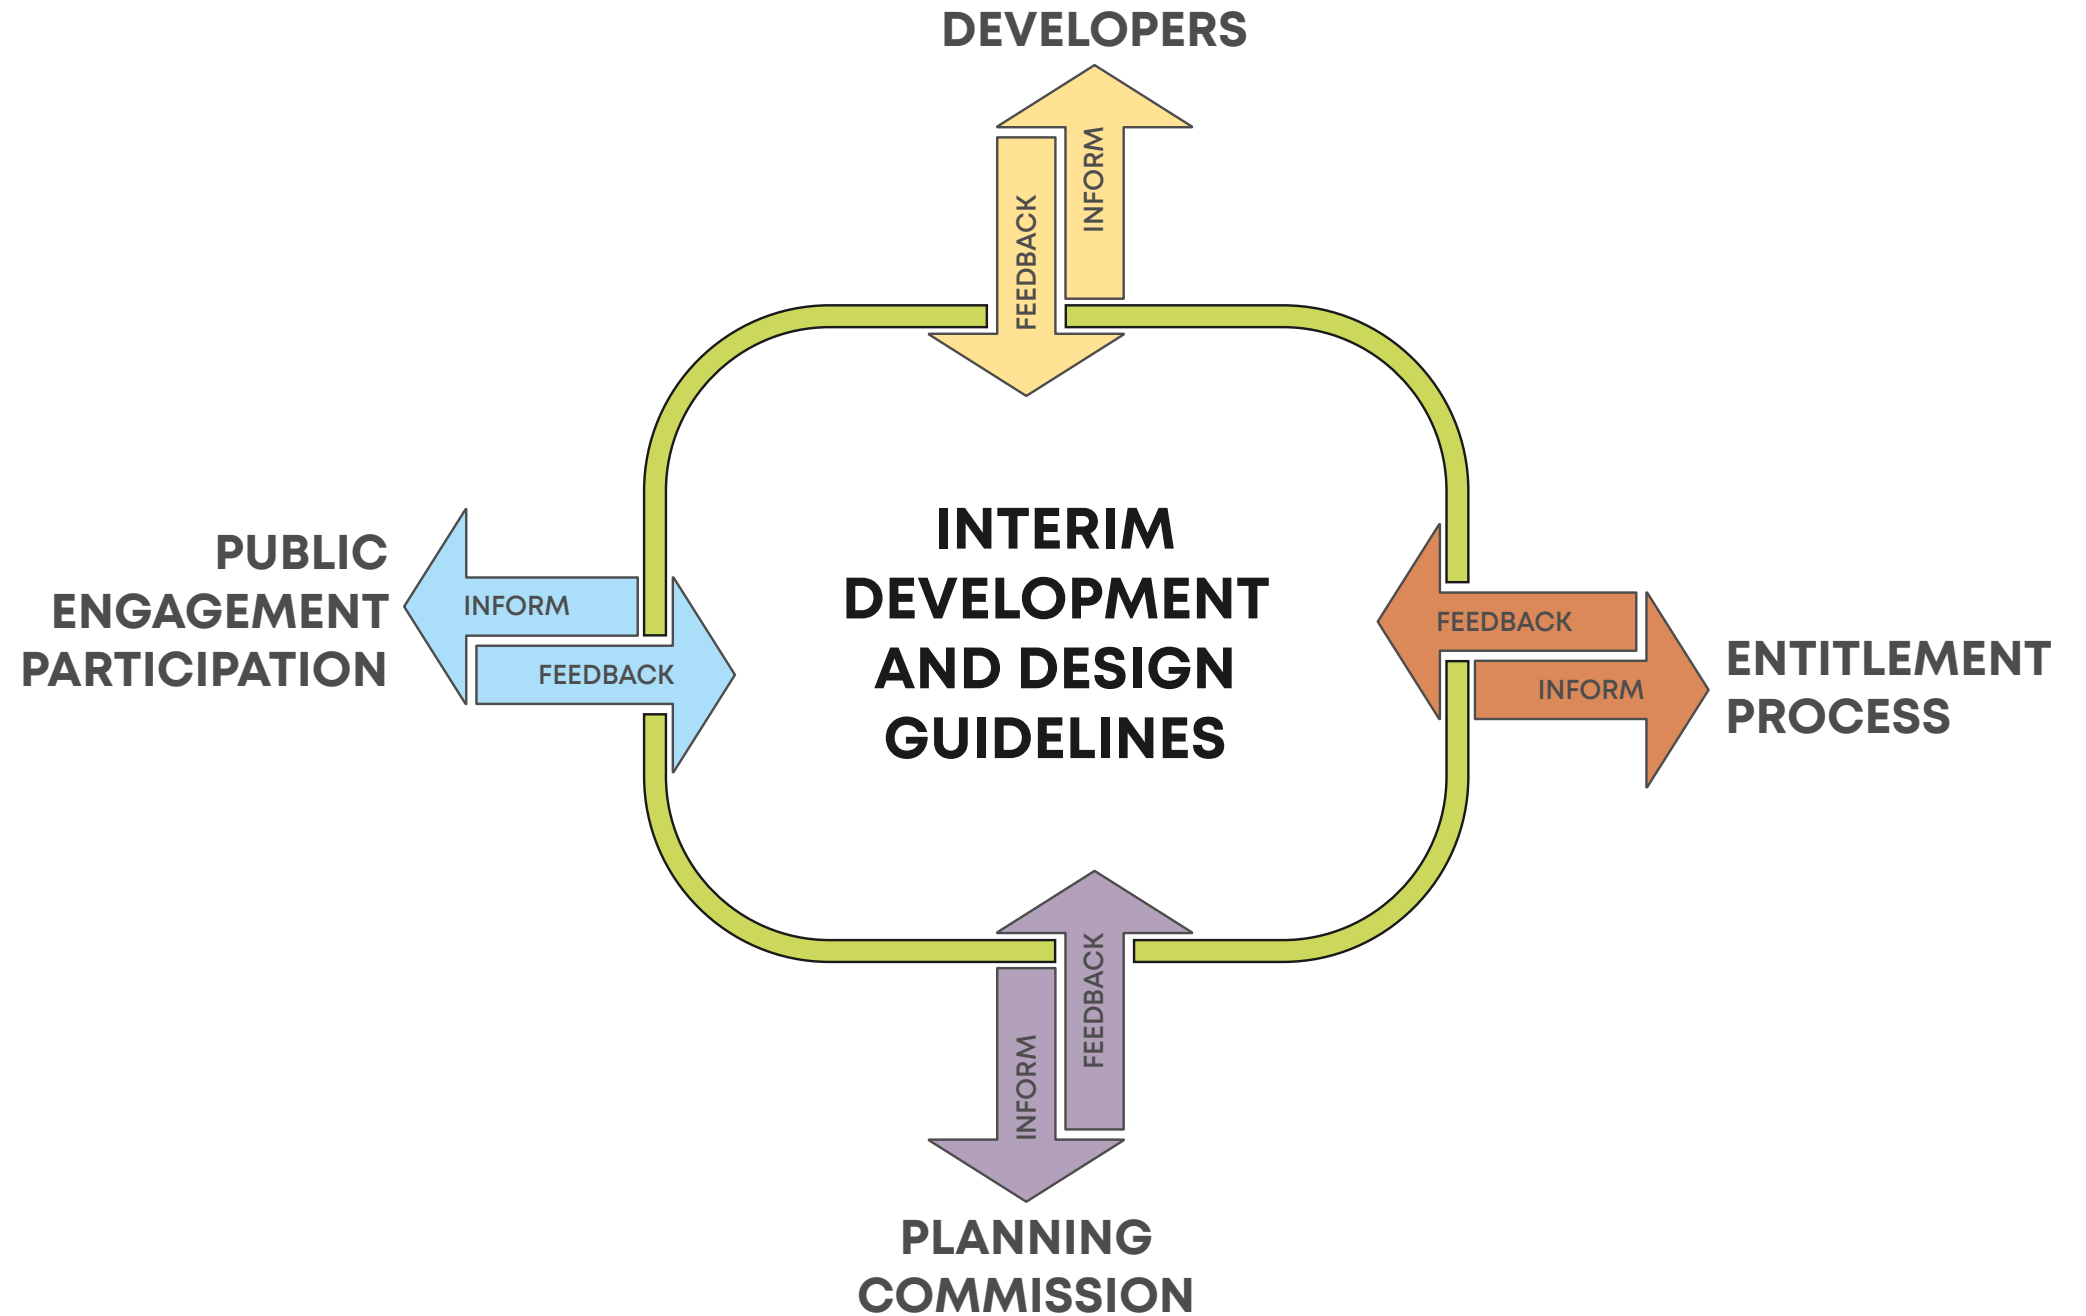 DEVELOPERS
INFORM
FEEDBACK
INTERIM
DEVELOPMENT
AND DESIGN
GUIDELINES
PUBLIC
ENGAGEMENT
PARTICIPATION
INFORM
FEEDBACK
FEEDBACK
INFORM
ENTITLEMENT
PROCESS
FEEDBACK
INFORM
PLANNING
COMMISSION